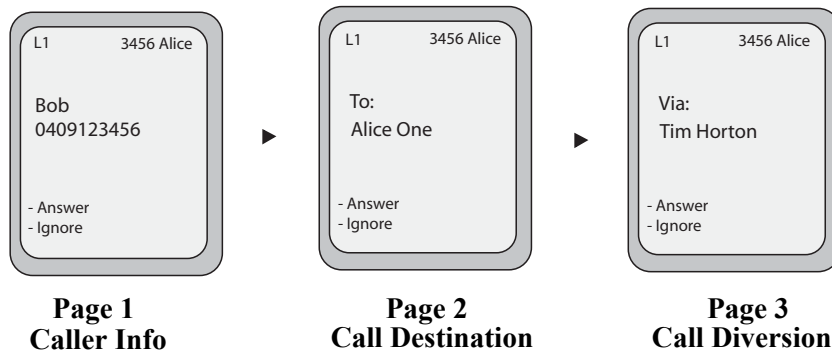 L1 3456 Alice
Bob
0409123456
- Answer
- Ignore
Page 1
Caller Info
L1 3456 Alice
To:
Alice One
- Answer
- Ignore
Page 2
Call Destination
L1 3456 Alice
Via:
Tim Horton
- Answer
- Ignore
Page 3
Call Diversion